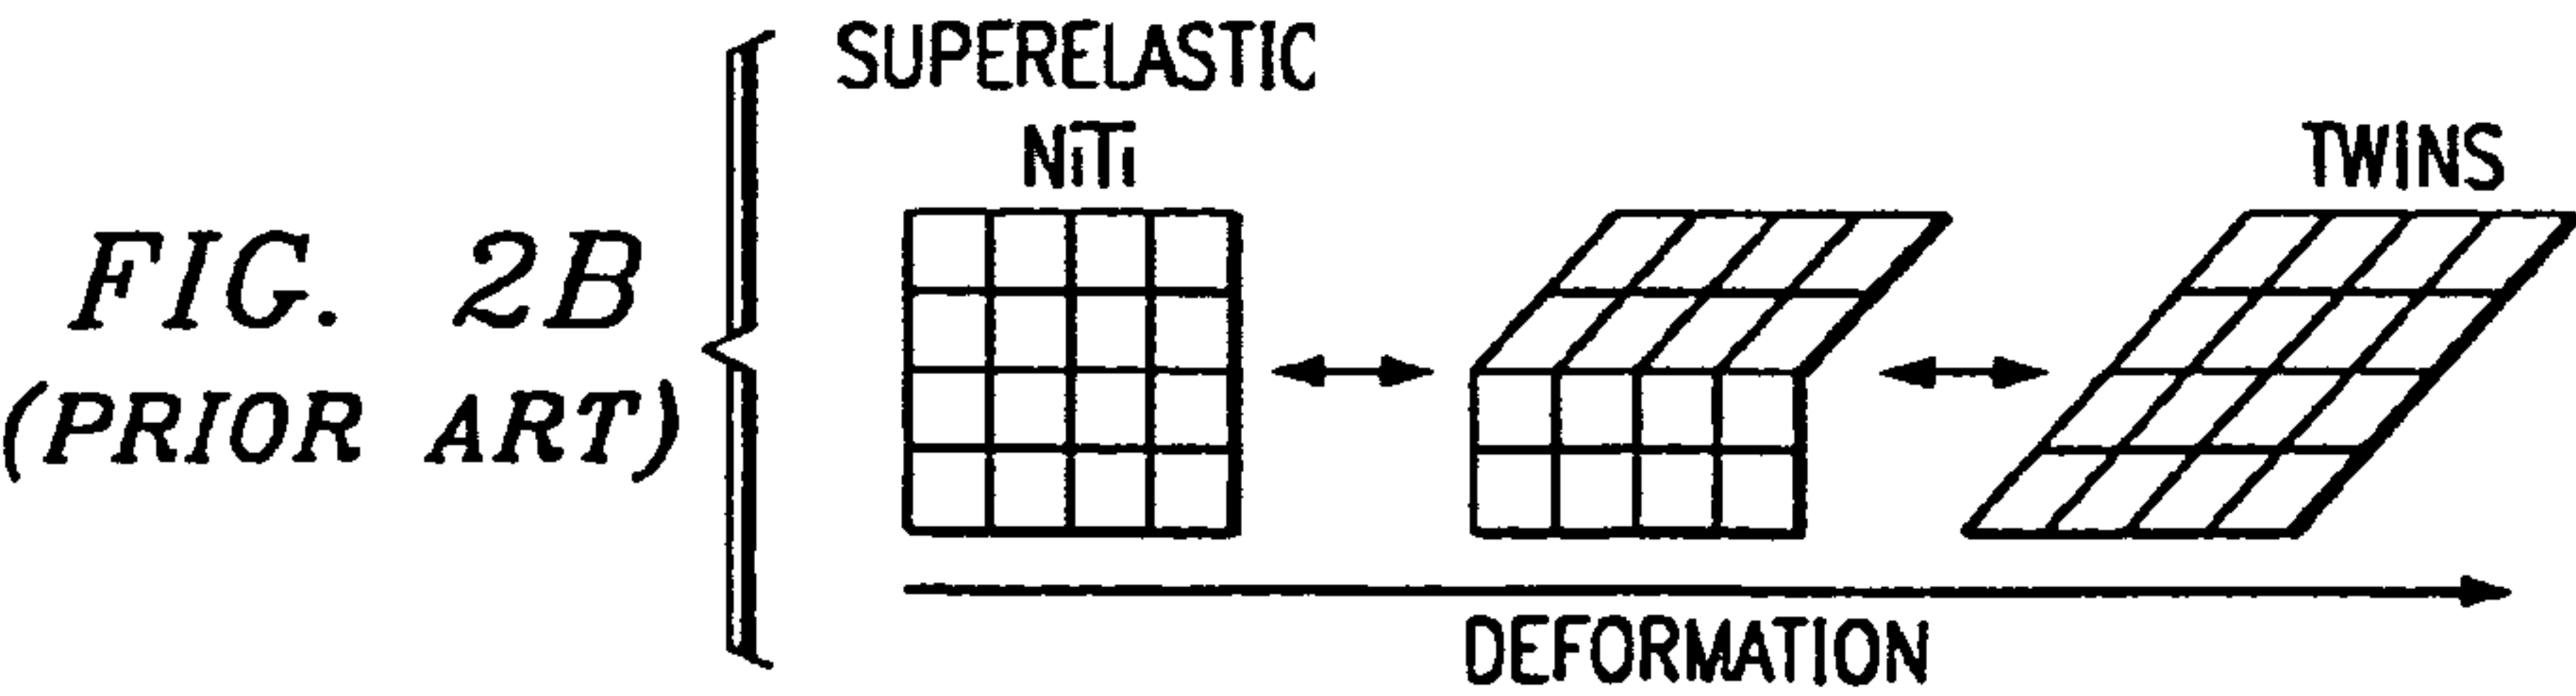 FIG. 2B
(PRIOR ART)
SUPERELASTIC
NiTi
TWINS
DEFORMATION